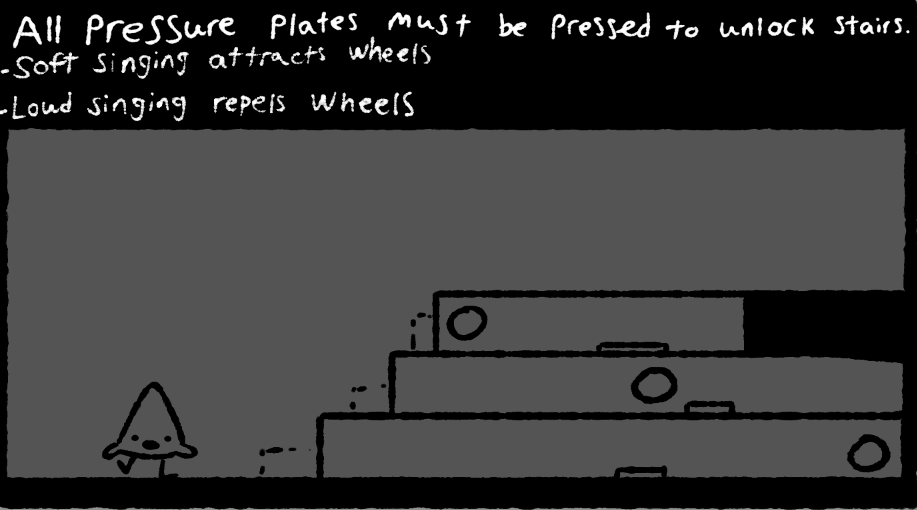 All Pressure Plates Must be Pressed to unlock Stairs.
-Soft singing attracts wheels
-Loud singing repels Wheels